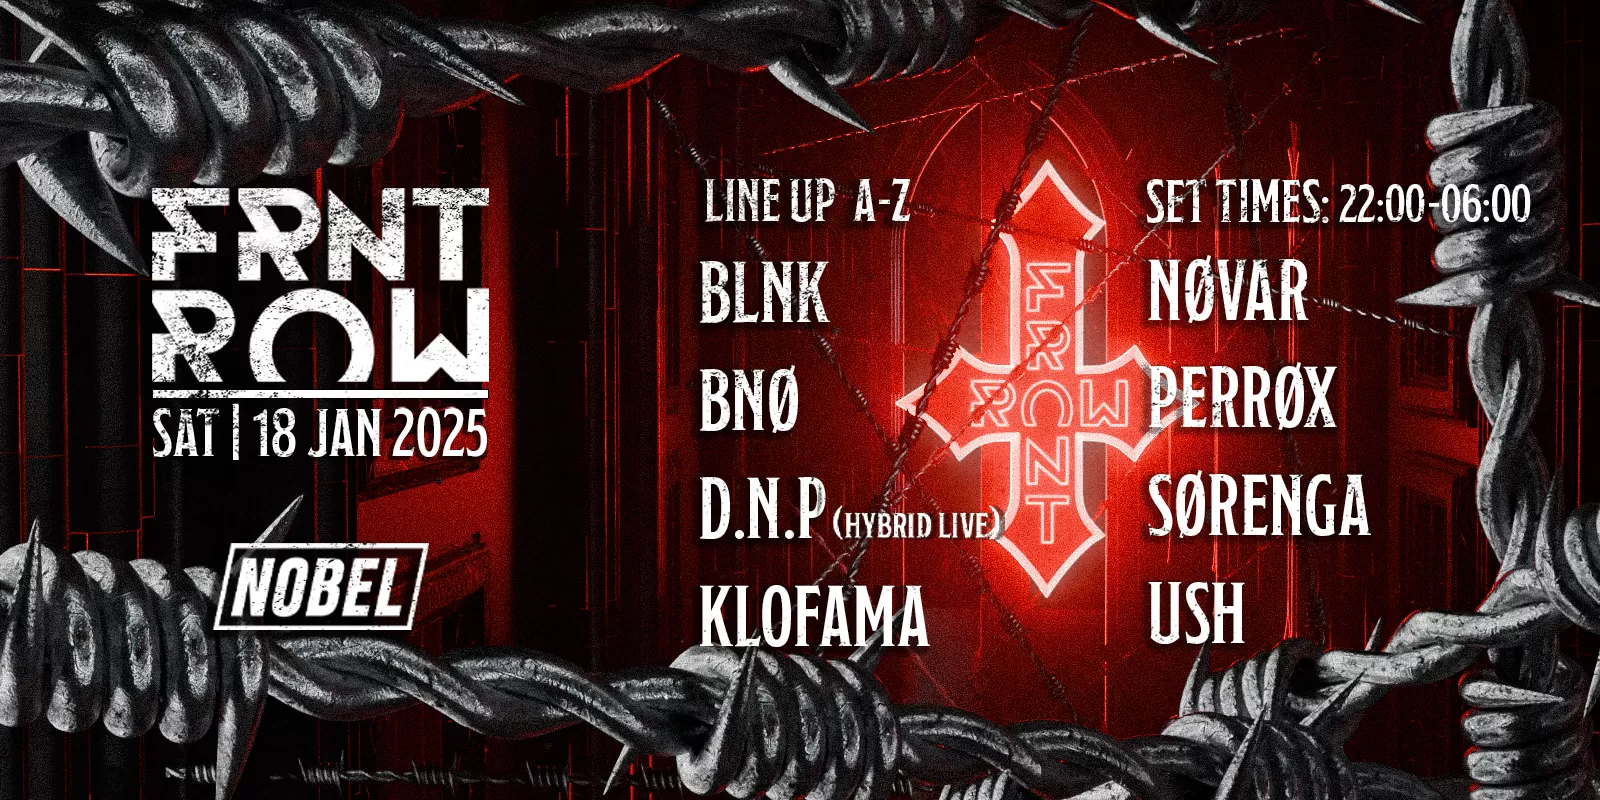 FRNT
ROW
SAT | 18 JAN 2025
NOBEL
LINE UP A-Z
BLNK
BNØ
D.N.P (HYBRID LIVE)
KLOFAMA
FRONT
ROW
SET TIMES: 22:00-06:00
NØVAR
PERRØX
SØRENGA
USH